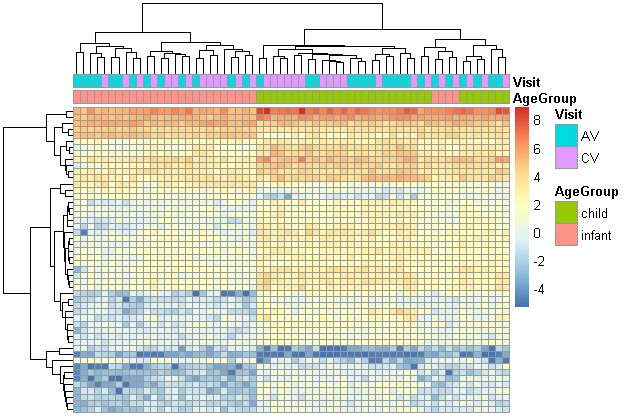 Visit
AgeGroup
8
6
4
2
0
-2
-4
Visit
AV
CV
AgeGroup
child
infant